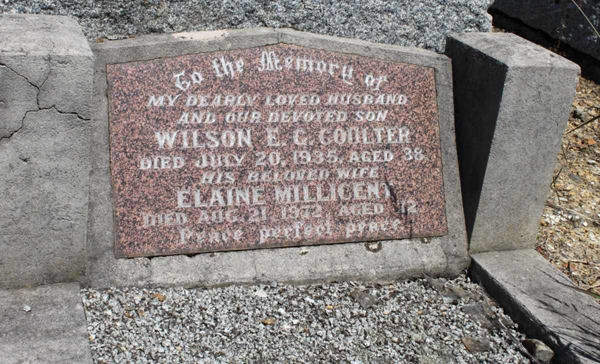 To the Memory of
MY DEARLY LOVED HUSBAND
AND OUR DEVOTED SON
WILSON E. G. COULTER
DIED JULY 20, 1935, AGED 38
HIS BELOVED WIFE
ELAINE MILLICENT
DIED AUG. 21 1972 AGED
Peace perfect peace